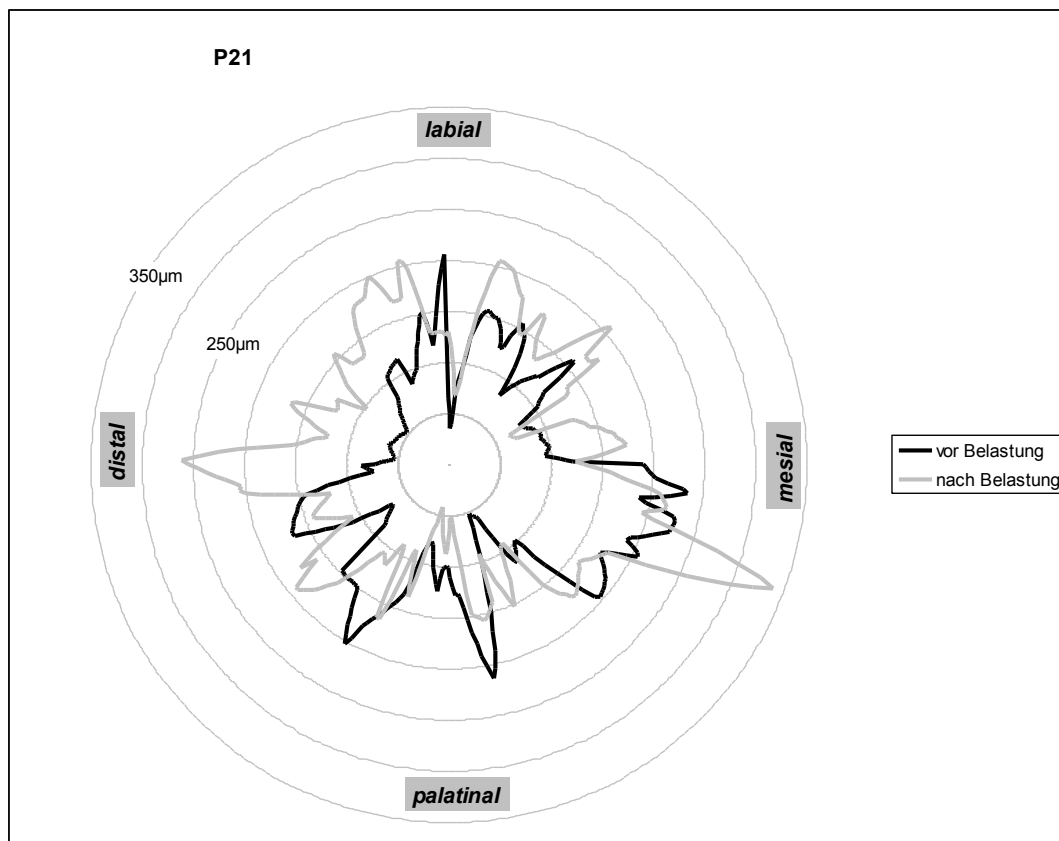 P21
labial
350µm
250µm
distal
mesial
vor Belastung
nach Belastung
palatinal